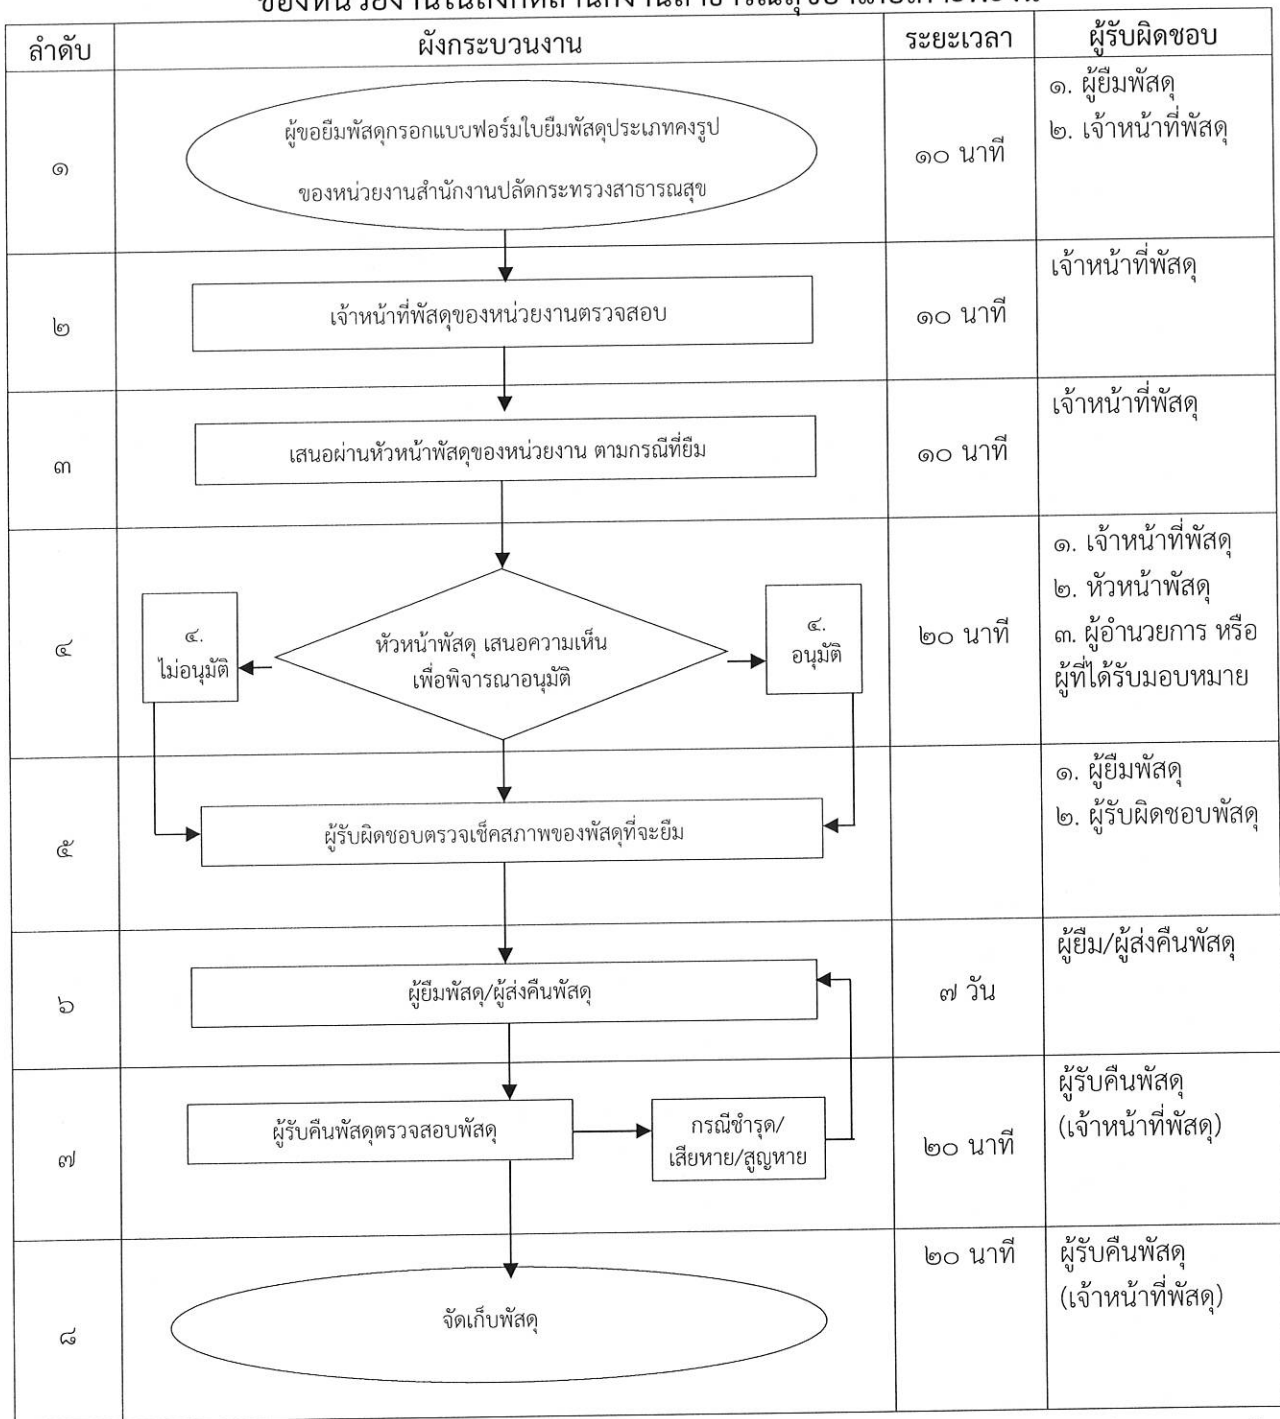 ลำดับ
ผังกระบวนงาน
ระยะเวลา
ผู้รับผิดชอบ
๑
ผู้ขอยืมพัสดุกรอกแบบฟอร์มใบยืมพัสดุประเภทคงรูป
ของหน่วยงานสำนักงานปลัดกระทรวงสาธารณสุข
๑๐ นาที
๑. ผู้ยืมพัสดุ
๒. เจ้าหน้าที่พัสดุ
๒
เจ้าหน้าที่พัสดุของหน่วยงานตรวจสอบ
๑๐ นาที
เจ้าหน้าที่พัสดุ
๓
เสนอผ่านหัวหน้าพัสดุของหน่วยงาน ตามกรณีที่ยืม
๑๐ นาที
เจ้าหน้าที่พัสดุ
๔
๔.
ไม่อนุมัติ
หัวหน้าพัสดุ เสนอความเห็น
เพื่อพิจารณาอนุมัติ
๔.
อนุมัติ
๒๐ นาที
๑. เจ้าหน้าที่พัสดุ
๒. หัวหน้าพัสดุ
๓. ผู้อำนวยการ หรือ
ผู้ที่ได้รับมอบหมาย
๕
ผู้รับผิดชอบตรวจเช็คสภาพของพัสดุที่จะยืม
๑. ผู้ยืมพัสดุ
๒. ผู้รับผิดชอบพัสดุ
๖
ผู้ยืมพัสดุ/ผู้ส่งคืนพัสดุ
๗ วัน
ผู้ยืม/ผู้ส่งคืนพัสดุ
๗
ผู้รับคืนพัสดุตรวจสอบพัสดุ
กรณีชำรุด/
เสียหาย/สูญหาย
๒๐ นาที
ผู้รับคืนพัสดุ
(เจ้าหน้าที่พัสดุ)
๘
จัดเก็บพัสดุ
๒๐ นาที
ผู้รับคืนพัสดุ
(เจ้าหน้าที่พัสดุ)